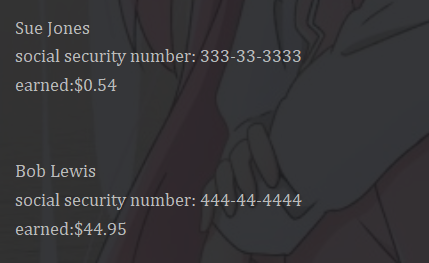 Sue Jones
social security number: 333-33-3333
earned:$0.54
Bob Lewis
social security number: 444-44-4444
earned:$44.95